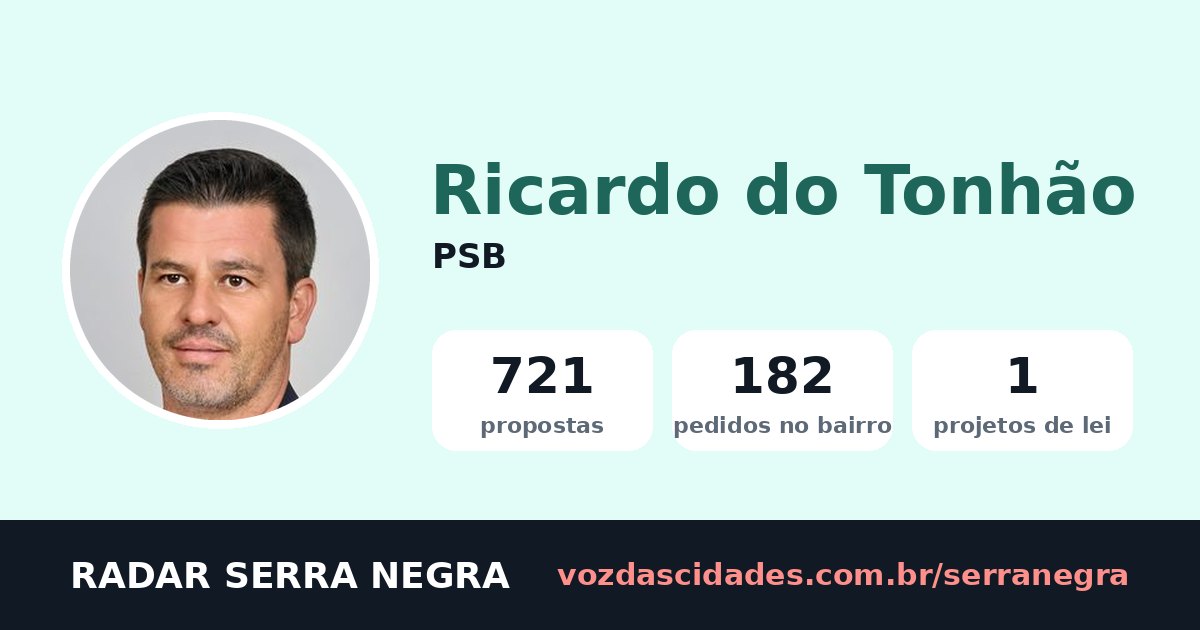 Ricardo do Tonhão
PSB
721
propostas
182
pedidos no bairro
1
projetos de lei
RADAR SERRA NEGRA
vozdascidades.com.br/serranegra